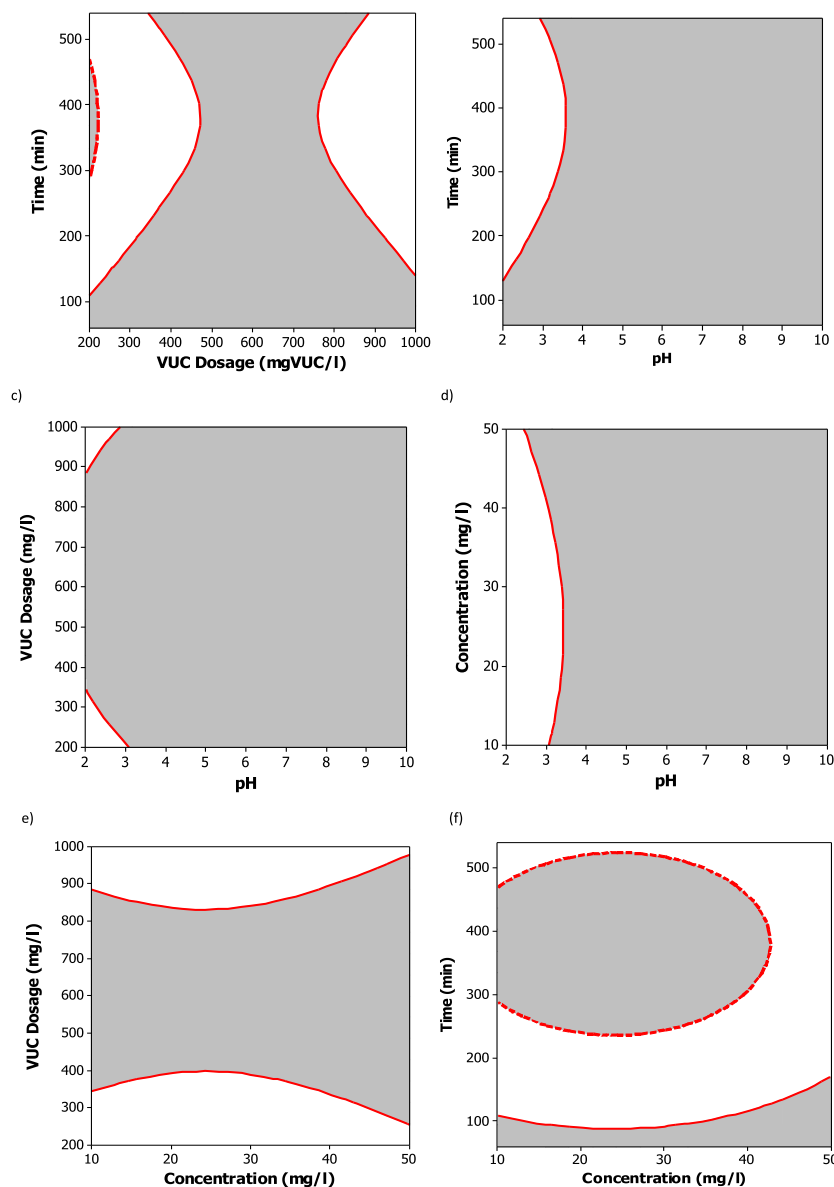 500
400
300
200
100
Time (min)
200 300 400 500 600 700 800 900 1000
VUC Dosage (mgVUC/l)
500
400
300
200
100
Time (min)
2 3 4 5 6 7 8 9 10
pH
c)
d)
1000
900
800
700
600
500
400
300
200
VUC Dosage (mg/l)
2 3 4 5 6 7 8 9 10
pH
50
40
30
20
10
Concentration (mg/l)
2 3 4 5 6 7 8 9 10
pH
e)
(f)
1000
900
800
700
600
500
400
300
200
VUC Dosage (mg/l)
10 20 30 40 50
Concentration (mg/l)
500
400
300
200
100
Time (min)
10 20 30 40 50
Concentration (mg/l)